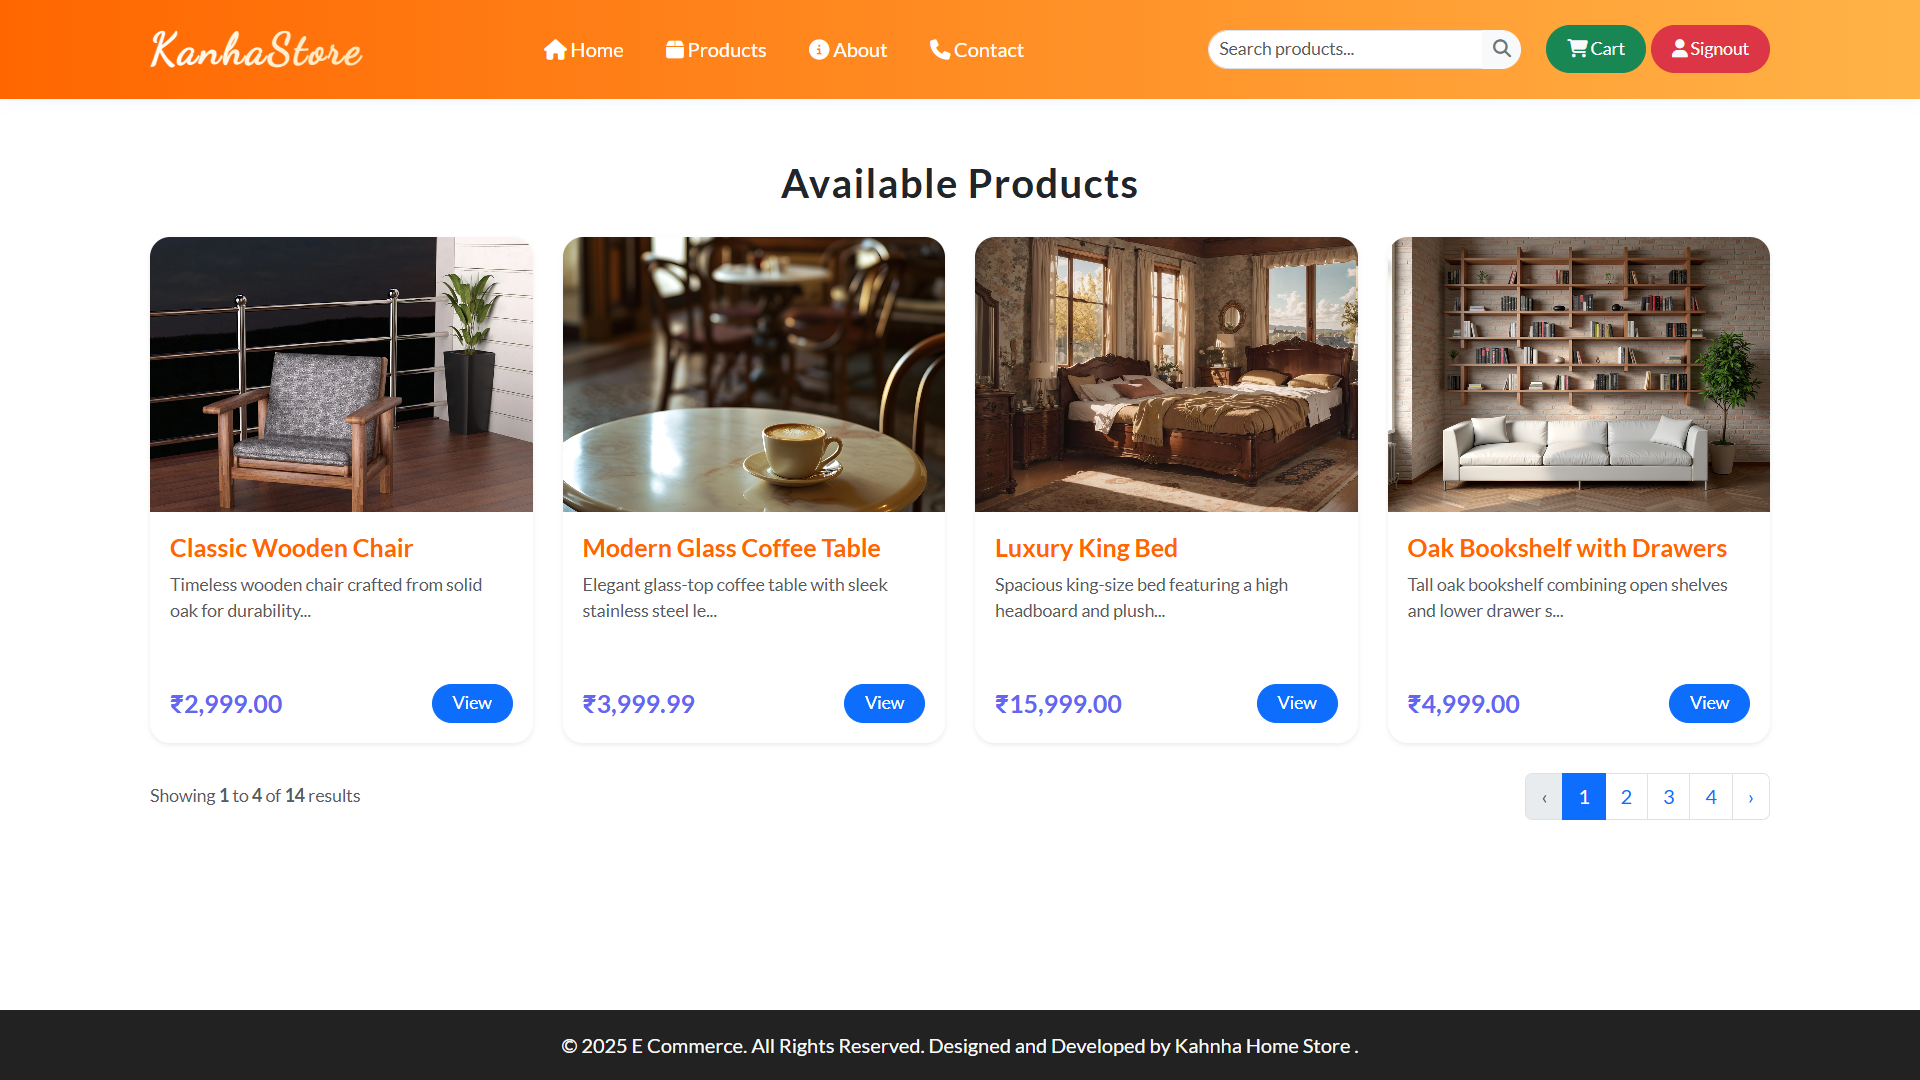 KanhaStore
Home
Products
About
Contact
Search products...
Cart
Signout
Available Products
Classic Wooden Chair
Timeless wooden chair crafted from solid
oak for durability...
₹2,999.00
View
Modern Glass Coffee Table
Elegant glass-top coffee table with sleek
stainless steel le...
₹3,999.99
View
Luxury King Bed
Spacious king-size bed featuring a high
headboard and plush...
₹15,999.00
View
Oak Bookshelf with Drawers
Tall oak bookshelf combining open shelves
and lower drawer s...
₹4,999.00
View
Showing 1 to 4 of 14 results
‹ 1 2 3 4 ›
© 2025 E Commerce. All Rights Reserved. Designed and Developed by Kahnha Home Store .